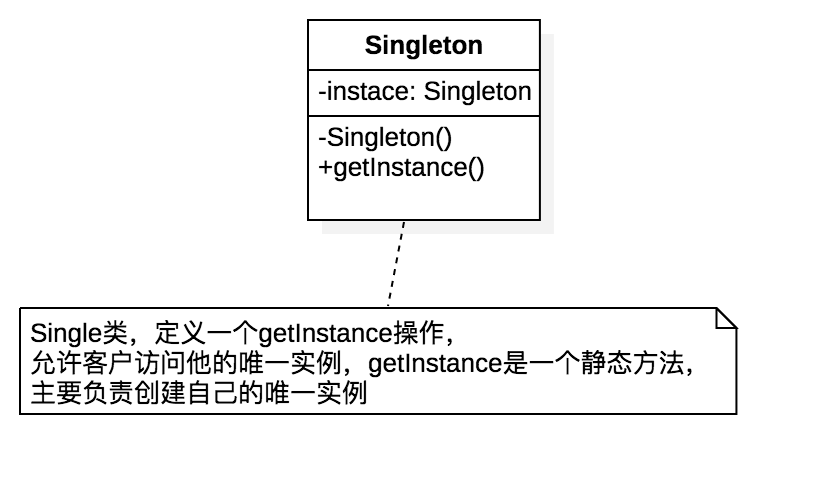 Singleton
-instace: Singleton
-Singleton()
+getInstance()
Single类，定义一个getInstance操作，
允许客户访问他的唯一实例，getInstance是一个静态方法，
主要负责创建自己的唯一实例